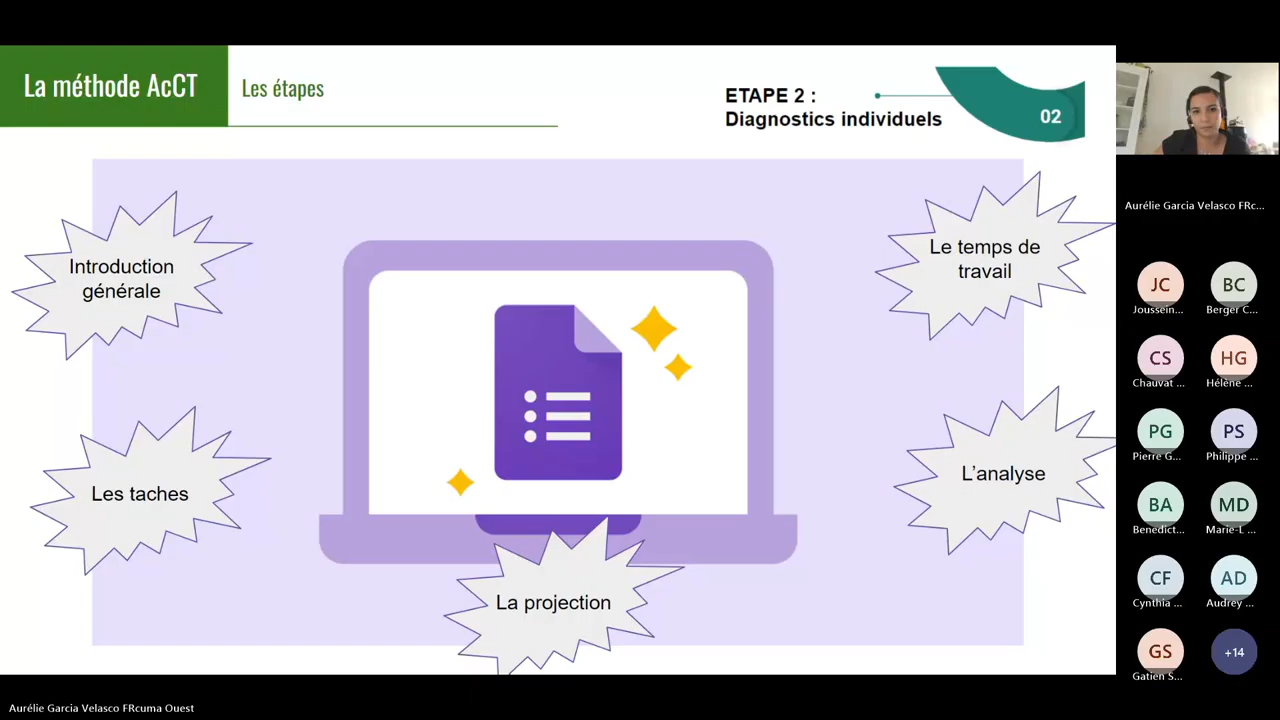 La méthode AcCT
Les étapes
ETAPE 2 :
Diagnostics individuels
02
Introduction
générale
Le temps de
travail
Les taches
L'analyse
La projection
Aurélie Garcia Velasco FRc...
JC
Joussein...
BC
Berger C...
CS
Chauvat ...
HG
Hélène ...
PG
Pierre G...
PS
Philippe ...
BA
Benedict...
MD
Marie-L ...
CF
Cynthia ...
AD
Audrey ...
GS
Gatien S...
+14
Aurélie Garcia Velasco FRcuma Ouest